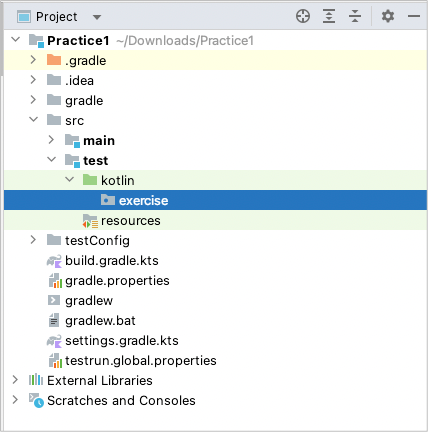 Project
Practice1 ~/Downloads/Practice1
.gradle
.idea
gradle
src
main
test
kotlin
exercise
resources
testConfig
build.gradle.kts
gradle.properties
gradlew
gradlew.bat
settings.gradle.kts
testrun.global.properties
External Libraries
Scratches and Consoles